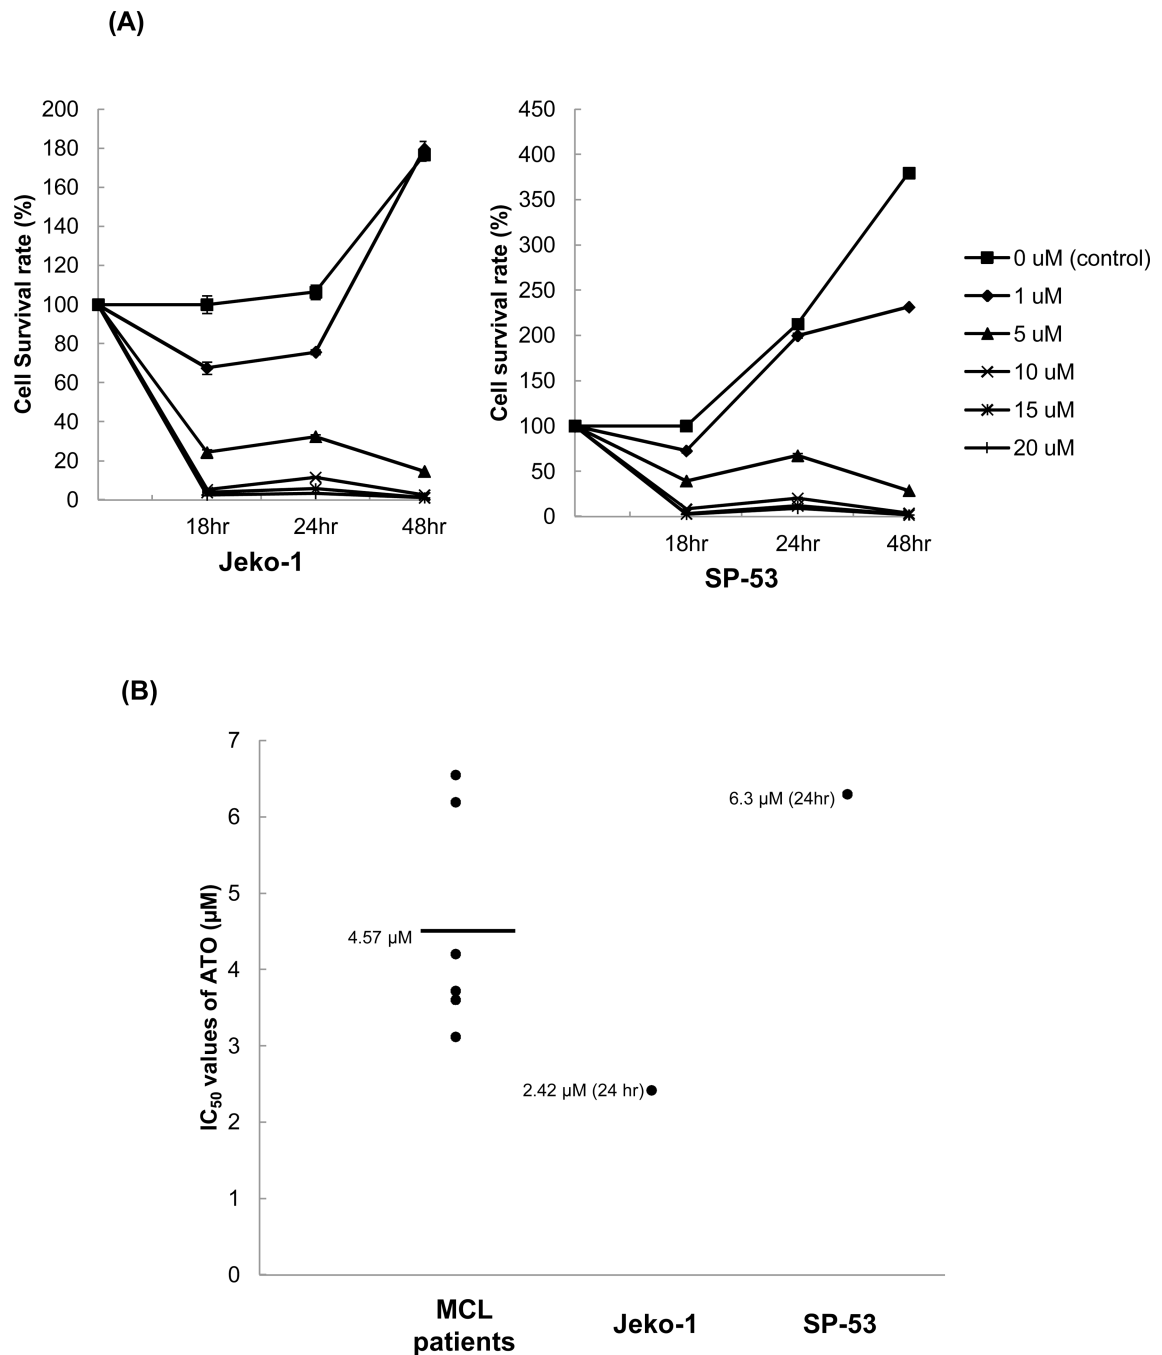 (A)
200
180
160
140
120
100
80
60
40
20
0
Cell Survival rate (%)
18hr 24hr 48hr
Jeko-1
450
400
350
300
250
200
150
100
50
0
Cell survival rate (%)
18hr 24hr 48hr
SP-53
0 uM (control)
1 uM
5 uM
10 uM
15 uM
20 uM
(B)
7
6
5
4
3
2
1
0
IC50 values of ATO (µM)
4.57 µM
2.42 µM (24 hr)
6.3 µM (24hr)
MCL
patients
Jeko-1
SP-53